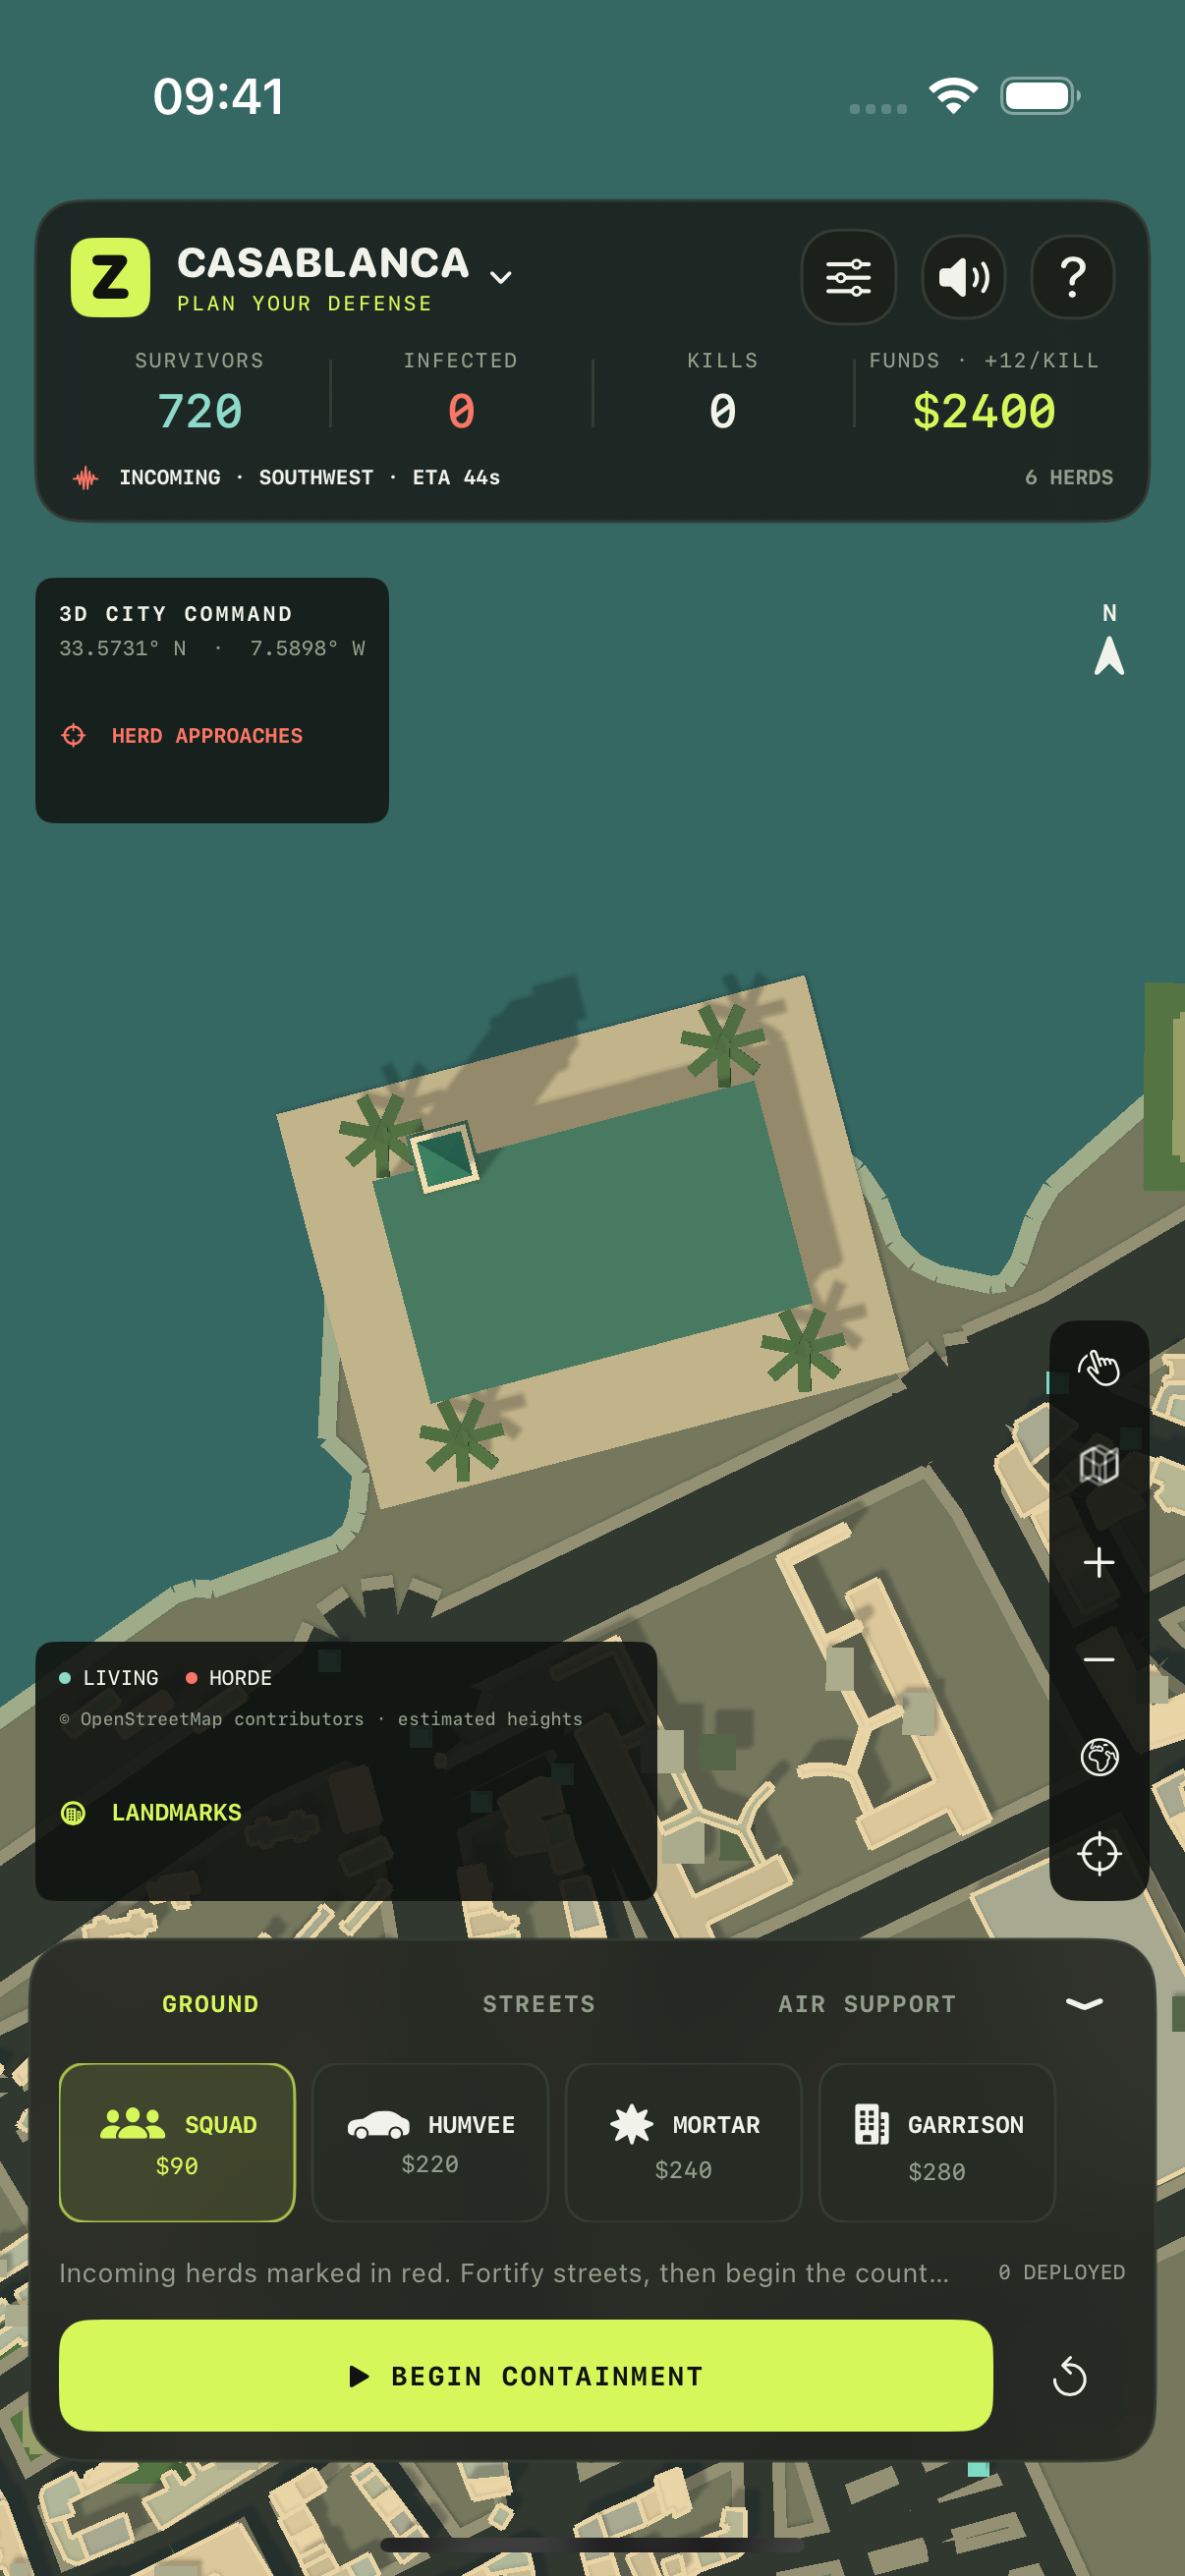 09:41
Z
CASABLANCA
PLAN YOUR DEFENSE
SURVIVORS
720
INFECTED
0
KILLS
0
FUNDS · +12/KILL
$2400
INCOMING · SOUTHWEST · ETA 44s
6 HERDS
3D CITY COMMAND
33.5731° N · 7.5898° W
HERD APPROACHES
N
LIVING HORDE
© OpenStreetMap contributors · estimated heights
LANDMARKS
GROUND STREETS AIR SUPPORT
SQUAD
$90
HUMVEE
$220
MORTAR
$240
GARRISON
$280
Incoming herds marked in red. Fortify streets, then begin the count...
0 DEPLOYED
BEGIN CONTAINMENT